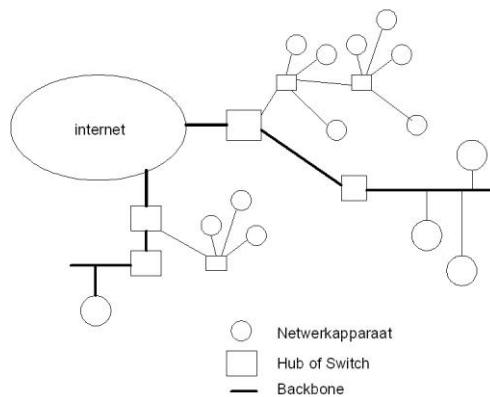 internet
Netwerkapparaat
Hub of Switch
Backbone